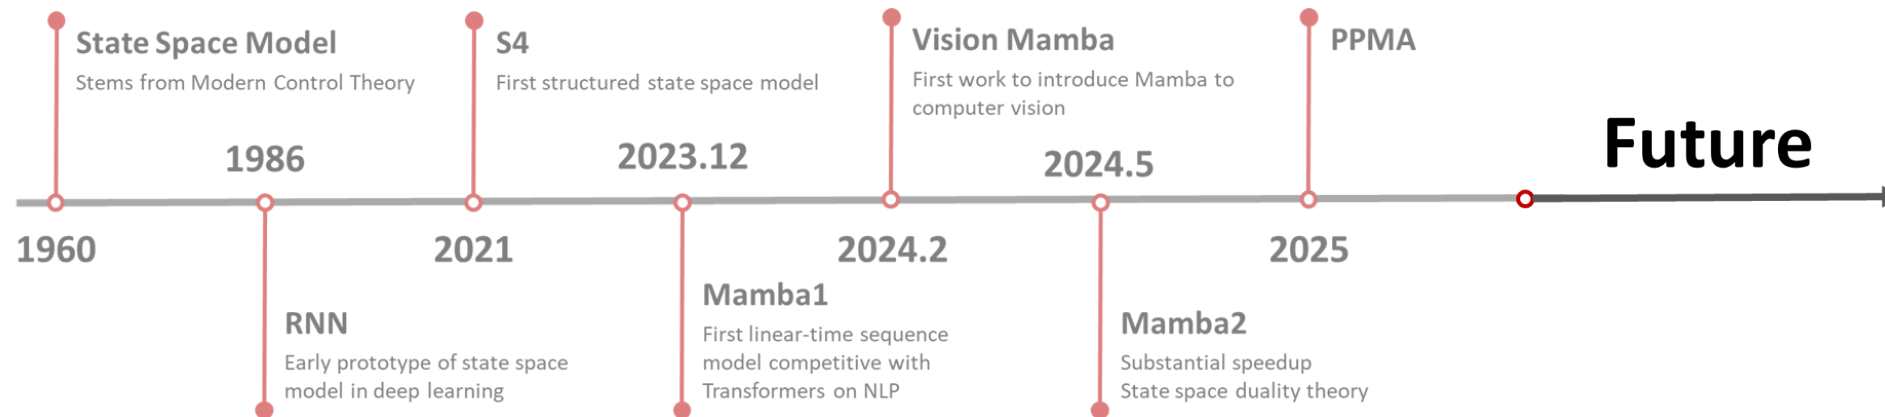 State Space Model
Stems from Modern Control Theory
S4
First structured state space model
Vision Mamba
First work to introduce Mamba to
computer vision
PPMA
1986
2023.12
2024.5
Future
1960
2021
2024.2
2025
RNN
Early prototype of state space
model in deep learning
Mamba1
First linear-time sequence
model competitive with
Transformers on NLP
Mamba2
Substantial speedup
State space duality theory